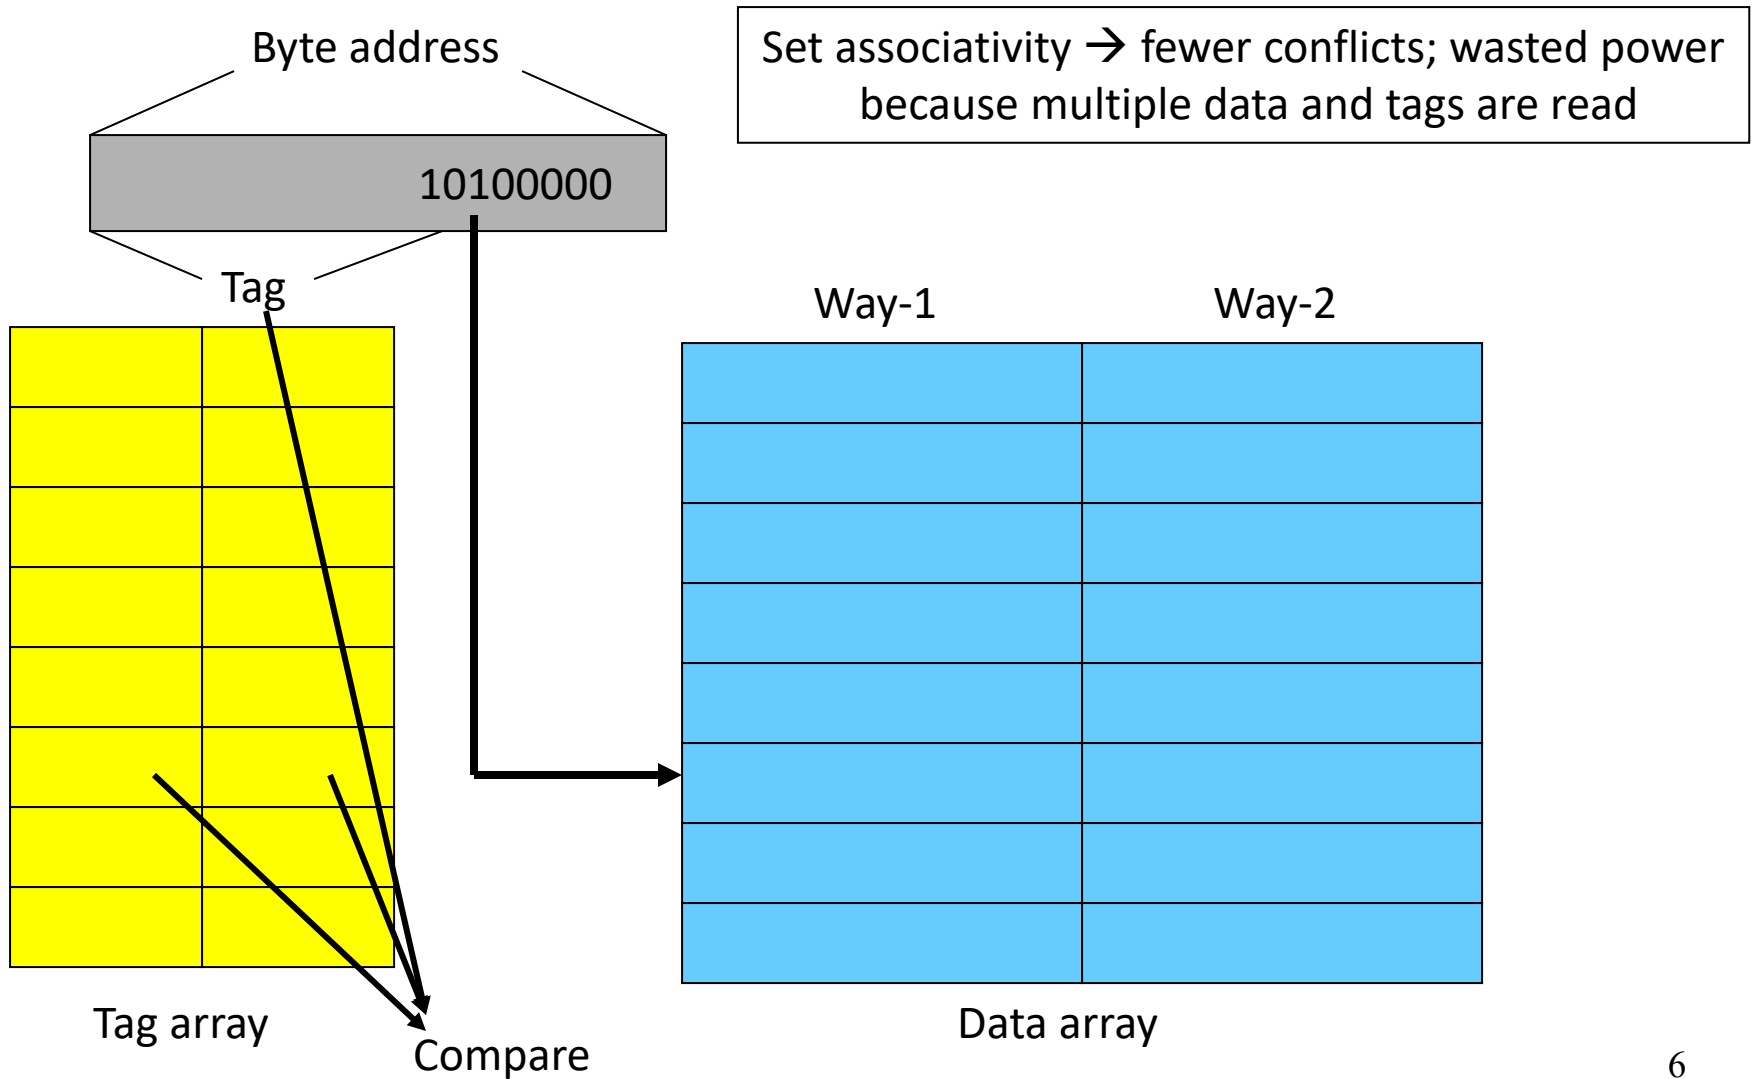 Byte address
Set associativity → fewer conflicts; wasted power
because multiple data and tags are read
10100000
Tag
Way-1
Way-2
Tag array
Compare
Data array
6